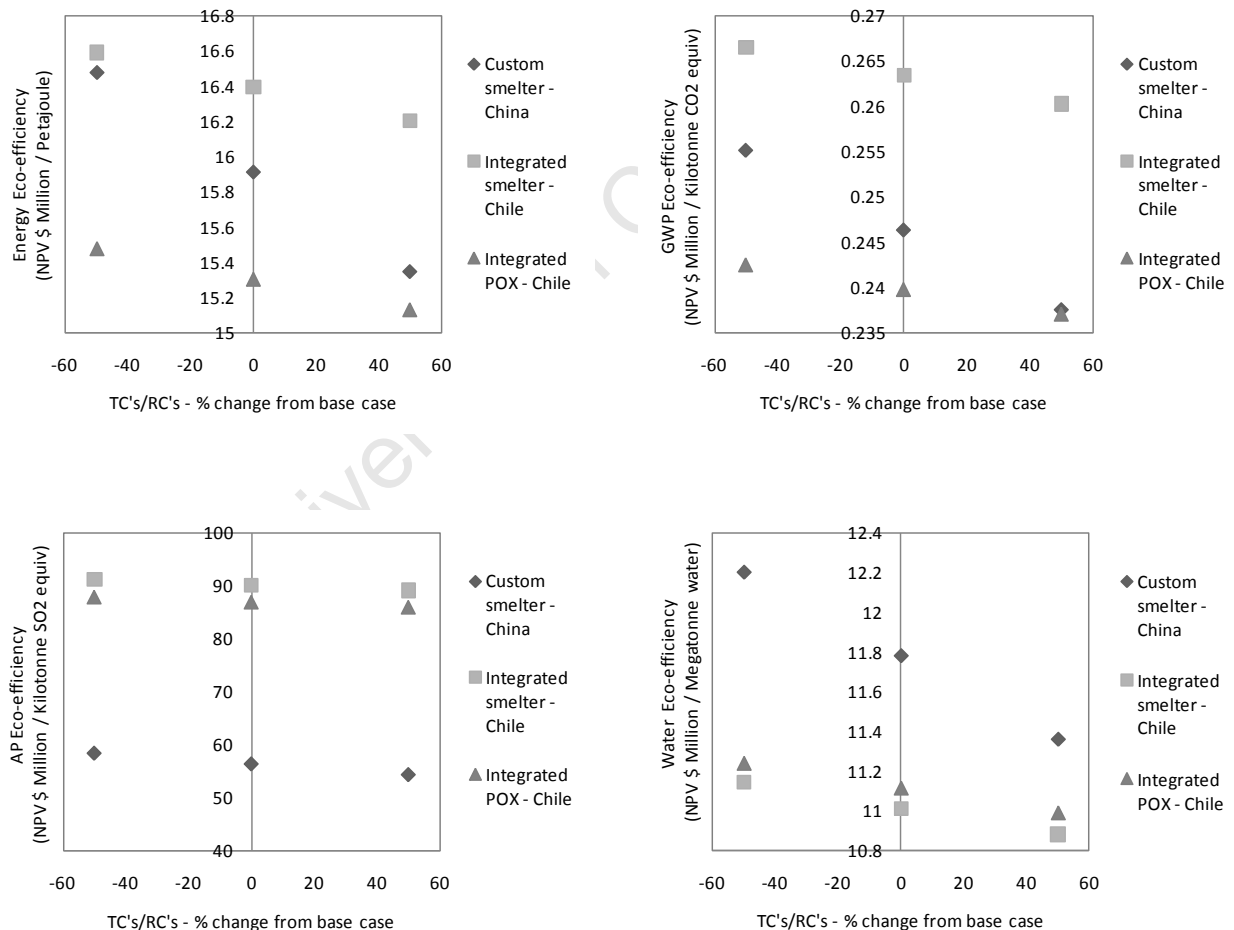 Energy Eco-efficiency
(NPV $ Million / Petajoule)
16.8
16.6
16.4
16.2
16
15.8
15.6
15.4
15.2
15
-60 -40 -20 0 20 40 60
TC's/RC's - % change from base case
Custom
smelter -
China
Integrated
smelter -
Chile
Integrated
POX - Chile
GWP Eco-efficiency
(NPV $ Million / Kilotonne CO2 equiv)
0.27
0.265
0.26
0.255
0.25
0.245
0.24
0.235
-60 -40 -20 0 20 40 60
TC's/RC's - % change from base case
Custom
smelter -
China
Integrated
smelter -
Chile
Integrated
POX - Chile
AP Eco-efficiency
(NPV $ Million / Kilotonne SO2 equiv)
100
90
80
70
60
50
40
-60 -40 -20 0 20 40 60
TC's/RC's - % change from base case
Custom
smelter -
China
Integrated
smelter -
Chile
Integrated
POX - Chile
Water Eco-efficiency
(NPV $ Million / Megatonne water)
12.4
12.2
12
11.8
11.6
11.4
11.2
11
10.8
-60 -40 -20 0 20 40 60
TC's/RC's - % change from base case
Custom
smelter -
China
Integrated
smelter -
Chile
Integrated
POX - Chile